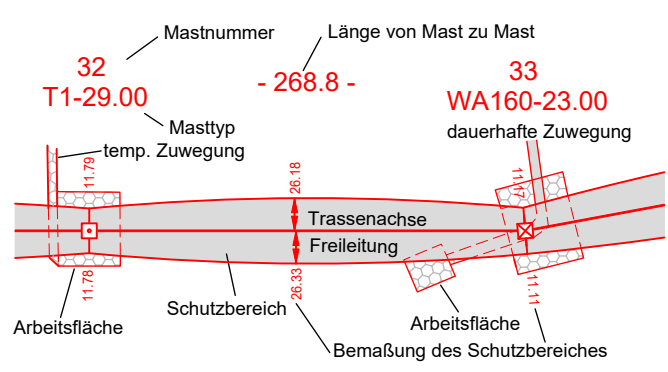 Mastnummer
Länge von Mast zu Mast
32
T1-29.00
- 268.8 -
33
WA160-23.00
Masttyp
dauerhafte Zuwegung
temp. Zuwegung
11.79
26.18
11.17
Trassenachse
Freileitung
11.78
26.33
11.11
Schutzbereich
Arbeitsfläche
Arbeitsfläche
Bemaßung des Schutzbereiches